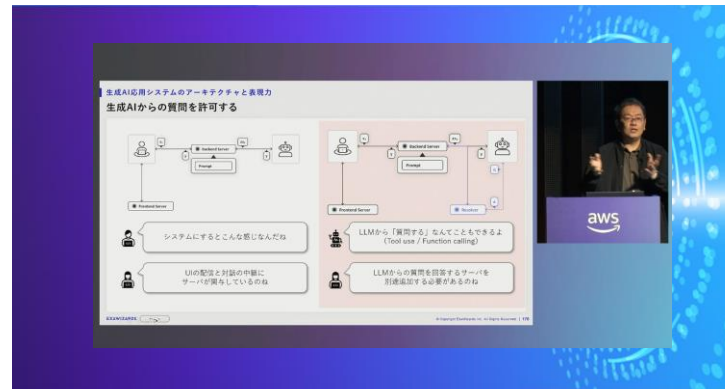 生成AI応用システムのアーキテクチャと表現力
生成AIからの質問を許可する
Backend Server
Prompt
Frontend Server
システムにするとこんな感じなんだね
UIの配信と対話の中継に
サーバが関与しているのね
Backend Server
Prompt
Frontend Server
LLMから「質問する」なんてこともできるよ
(Tool use / Function calling)
LLMからの質問を回答するサーバを
別途追加する必要があるのね
aws